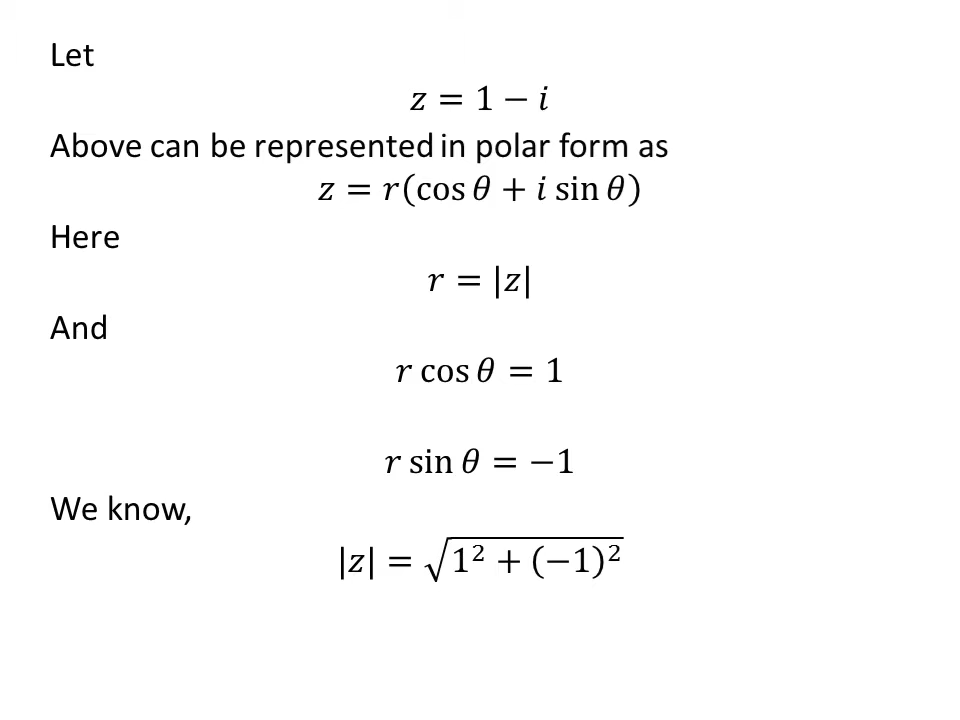 Let
𝑧 = 1 − 𝑖
Above can be represented in polar form as
𝑧 = 𝑟(cos 𝜃 + 𝑖 sin 𝜃)
Here
𝑟 = |𝑧|
And
𝑟 cos 𝜃 = 1
𝑟 sin 𝜃 = −1
We know,
|𝑧| = √(1² + (−1)²)